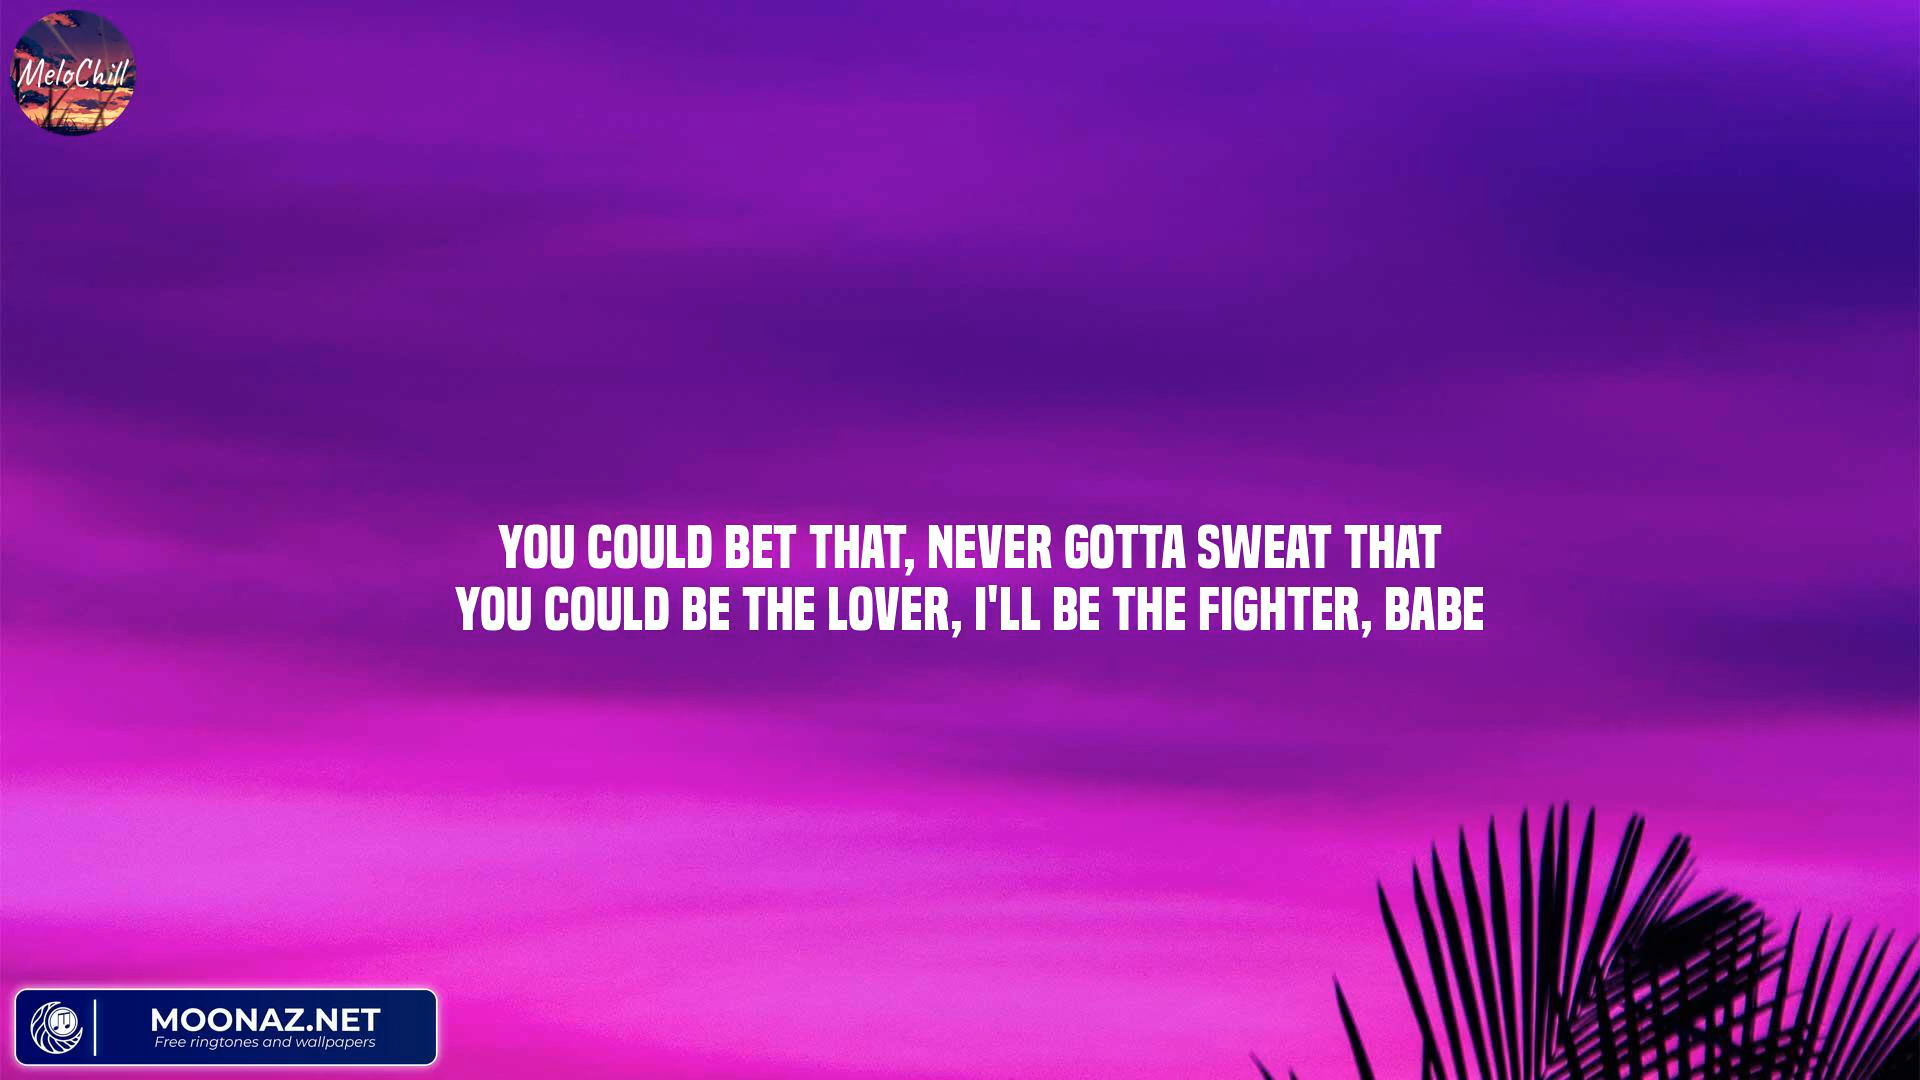 MeloChill
YOU COULD BET THAT, NEVER GOTTA SWEAT THAT
YOU COULD BE THE LOVER, I'LL BE THE FIGHTER, BABE
MOONAZ.NET
Free ringtones and wallpapers